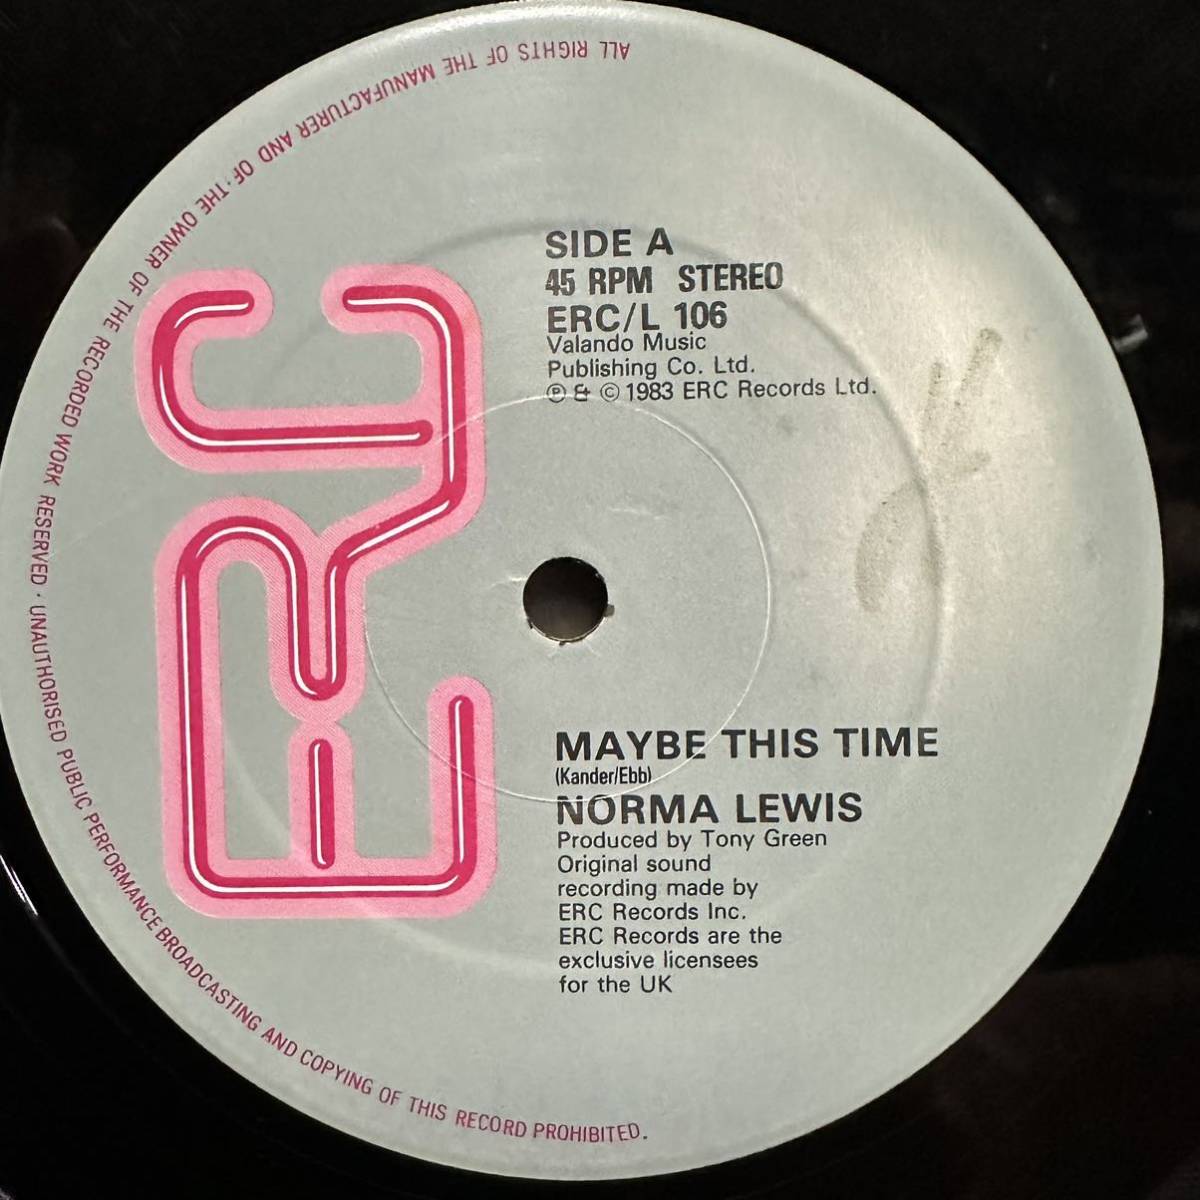 ALL RIGHTS OF THE MANUFACTURER AND OF THE OWNER OF THE RECORDED WORK RESERVED · UNAUTHORISED PUBLIC PERFORMANCE BROADCASTING AND COPYING OF THIS RECORD PROHIBITED.
ERC
SIDE A
45 RPM STEREO
ERC/L 106
Valando Music
Publishing Co. Ltd.
℗ & © 1983 ERC Records Ltd.
MAYBE THIS TIME
(Kander/Ebb)
NORMA LEWIS
Produced by Tony Green
Original sound
recording made by
ERC Records Inc.
ERC Records are the
exclusive licensees
for the UK